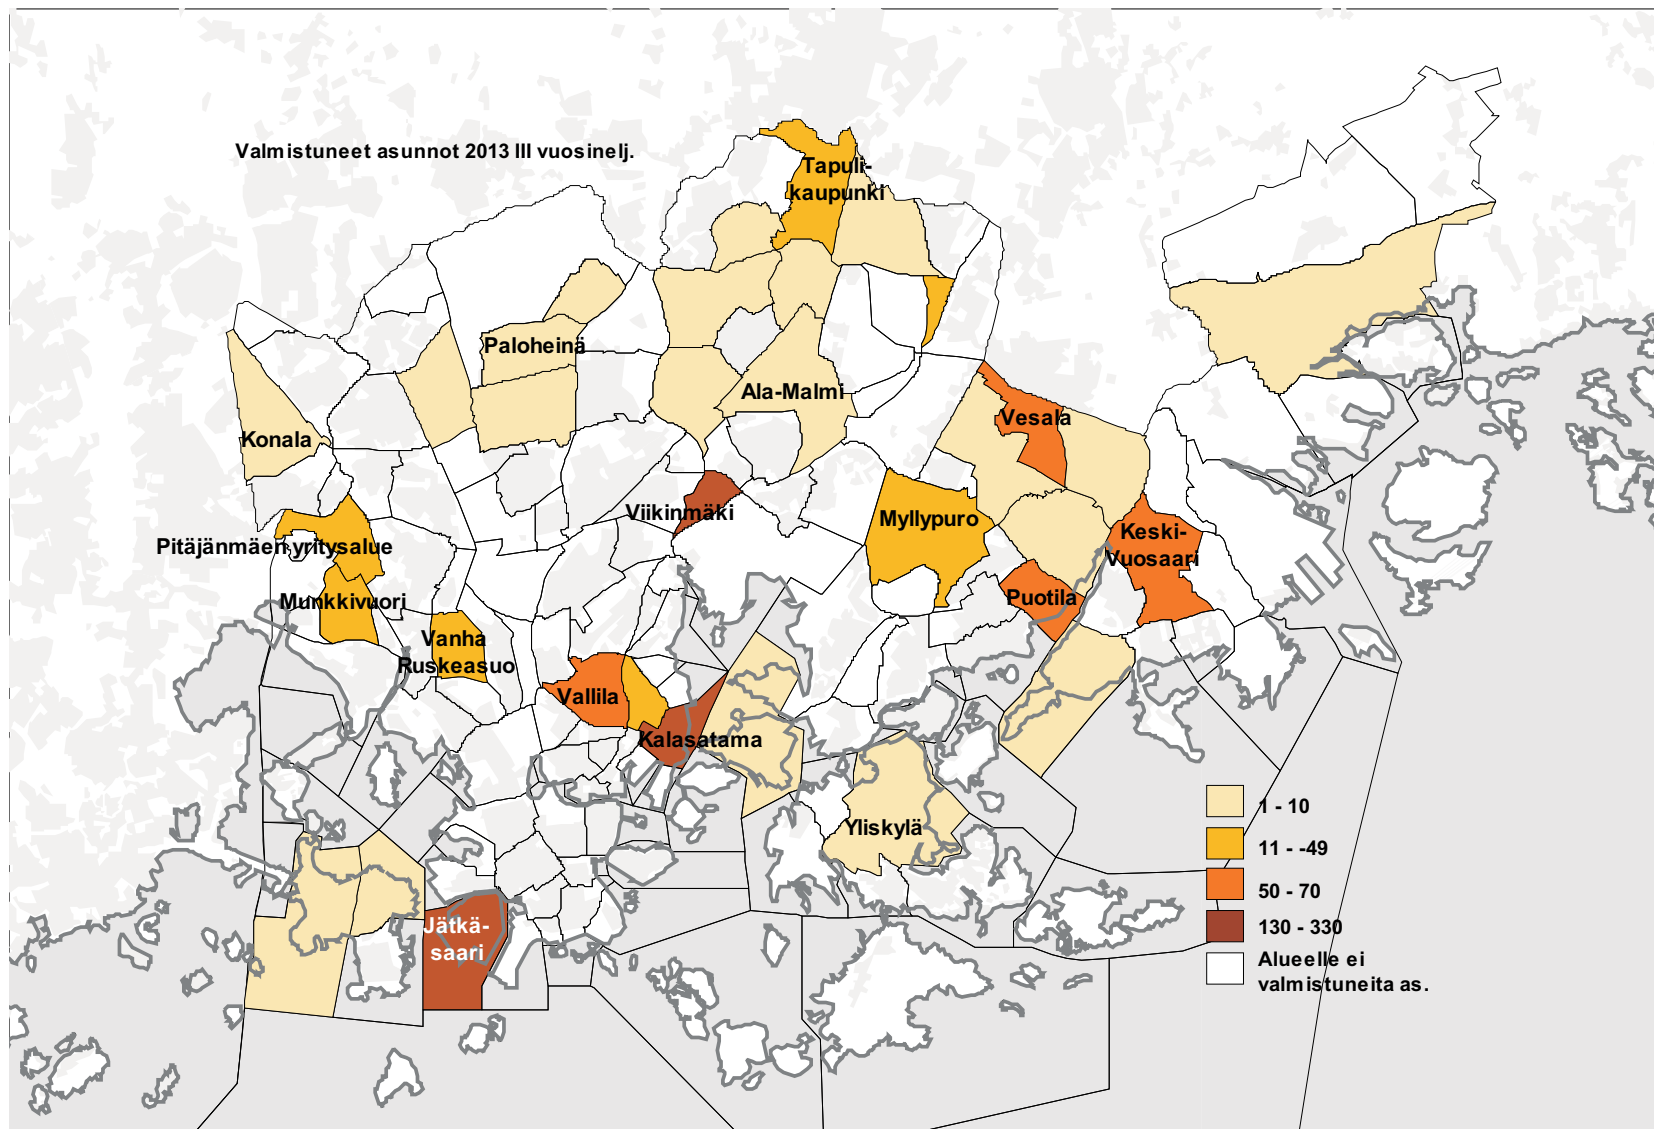 Valmistuneet asunnot 2013 III vuosinelj.
Tapuli-
kaupunki
Paloheinä
Ala-Malmi
Vesala
Konala
Viikinmäki
Myllypuro
Keski-
Vuosaari
Pitäjänmäen yritysalue
Munkkivuori
Puotila
Vanha
Ruskeasuo
Vallila
Kalasatama
Yliskylä
Jätkä-
saari
1 - 10
11 - -49
50 - 70
130 - 330
Alueelle ei
valmistuneita as.